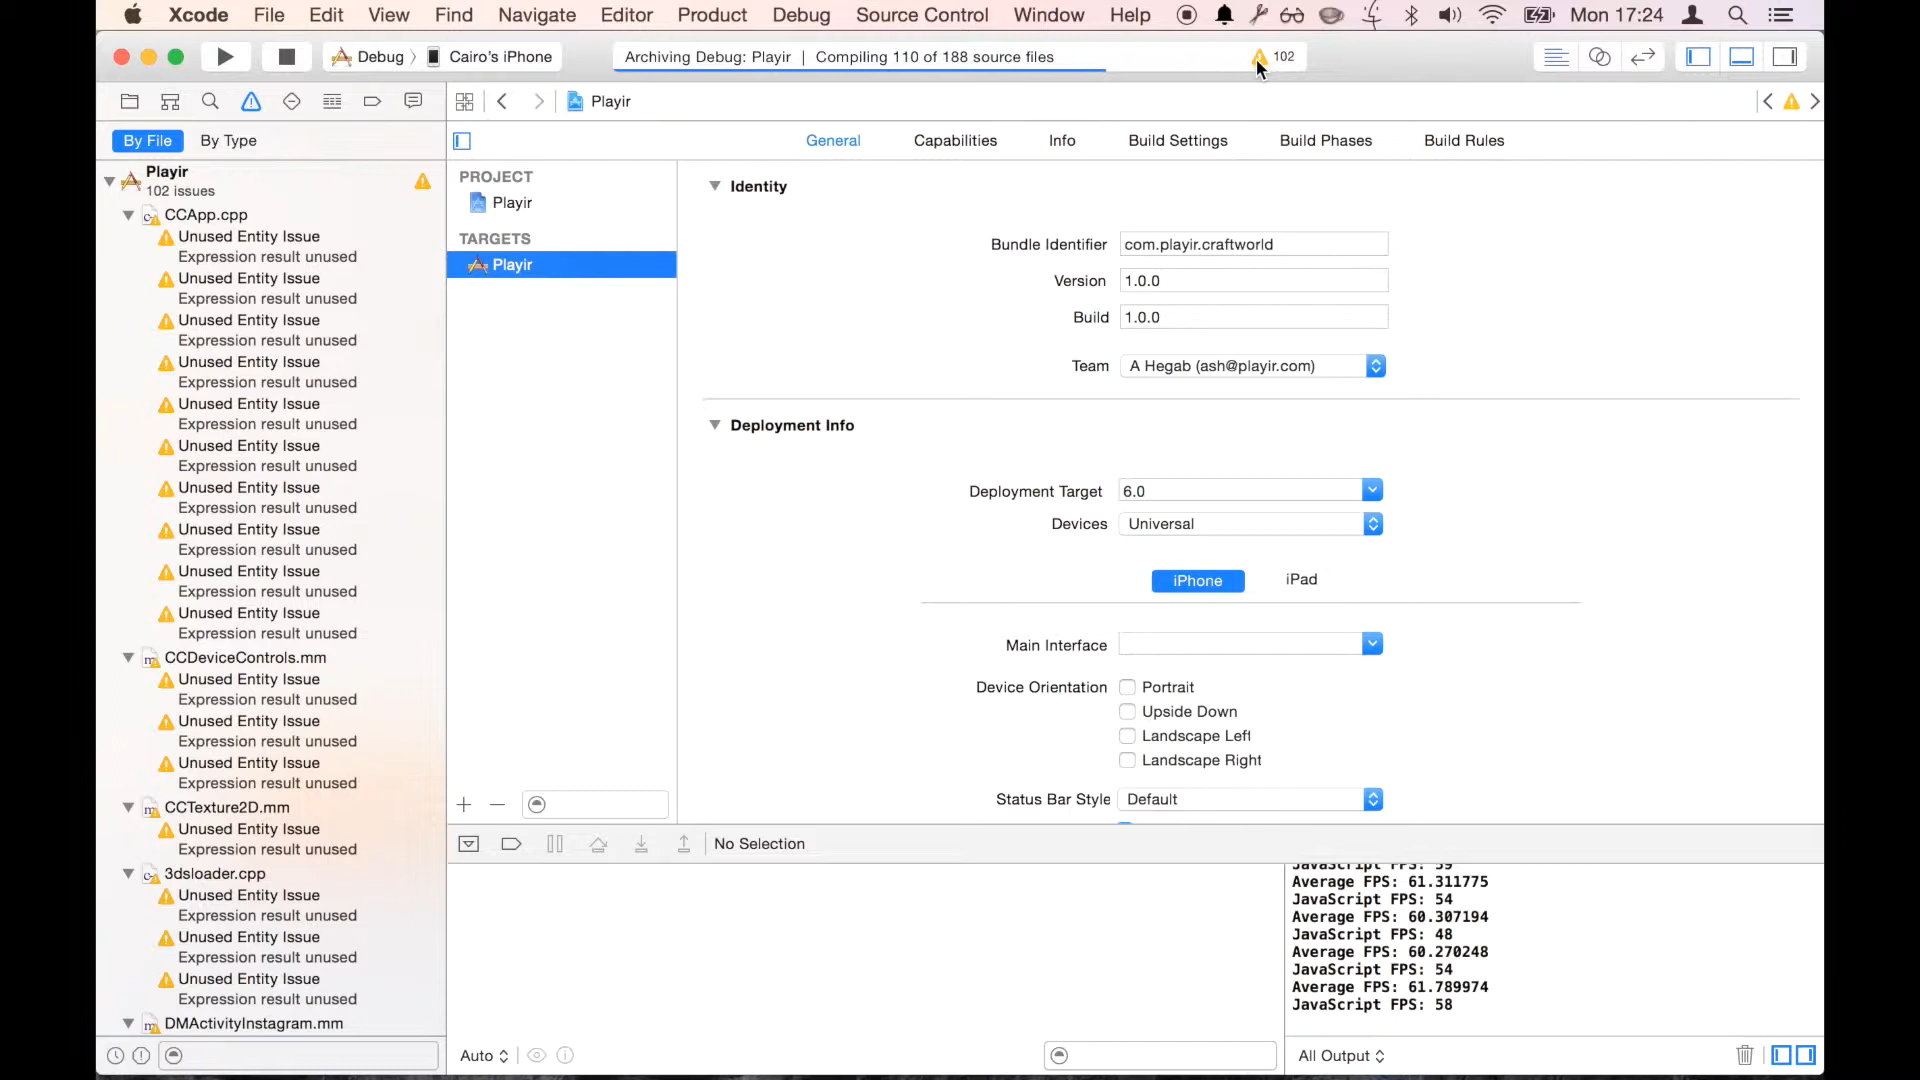 Xcode File Edit View Find Navigate Editor Product Debug Source Control Window Help Mon 17:24
Debug Cairo's iPhone Archiving Debug: Playir | Compiling 110 of 188 source files 102
Playir
By File By Type
General Capabilities Info Build Settings Build Phases Build Rules
Playir
102 issues
CCApp.cpp
Unused Entity Issue
Expression result unused
Unused Entity Issue
Expression result unused
Unused Entity Issue
Expression result unused
Unused Entity Issue
Expression result unused
Unused Entity Issue
Expression result unused
Unused Entity Issue
Expression result unused
Unused Entity Issue
Expression result unused
Unused Entity Issue
Expression result unused
Unused Entity Issue
Expression result unused
Unused Entity Issue
Expression result unused
CCDeviceControls.mm
Unused Entity Issue
Expression result unused
Unused Entity Issue
Expression result unused
Unused Entity Issue
Expression result unused
CCTexture2D.mm
Unused Entity Issue
Expression result unused
3dsloader.cpp
Unused Entity Issue
Expression result unused
Unused Entity Issue
Expression result unused
Unused Entity Issue
Expression result unused
DMActivityInstagram.mm
PROJECT
Playir
TARGETS
Playir
Identity
Bundle Identifier com.playir.craftworld
Version 1.0.0
Build 1.0.0
Team A Hegab (ash@playir.com)
Deployment Info
Deployment Target 6.0
Devices Universal
iPhone iPad
Main Interface
Device Orientation Portrait
Upside Down
Landscape Left
Landscape Right
Status Bar Style Default
No Selection
JavaScript FPS: 59
Average FPS: 61.311775
JavaScript FPS: 54
Average FPS: 60.307194
JavaScript FPS: 48
Average FPS: 60.270248
JavaScript FPS: 54
Average FPS: 61.789974
JavaScript FPS: 58
Auto All Output